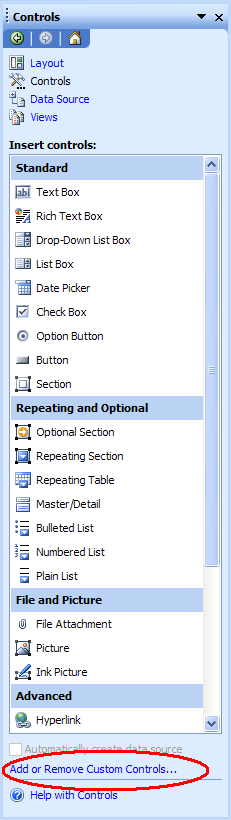 Controls
Layout
Controls
Data Source
Views
Insert controls:
Standard
Text Box
Rich Text Box
Drop-Down List Box
List Box
Date Picker
Check Box
Option Button
Button
Section
Repeating and Optional
Optional Section
Repeating Section
Repeating Table
Master/Detail
Bulleted List
Numbered List
Plain List
File and Picture
File Attachment
Picture
Ink Picture
Advanced
Hyperlink
Automatically create data source
Add or Remove Custom Controls...
Help with Controls